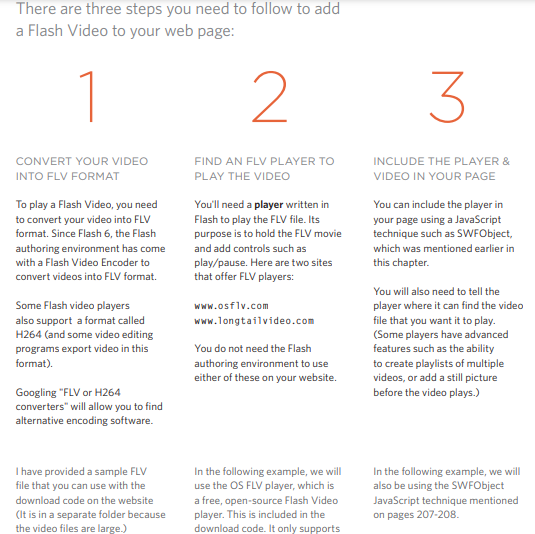 There are three steps you need to follow to add
a Flash Video to your web page:
1
CONVERT YOUR VIDEO
INTO FLV FORMAT
To play a Flash Video, you need
to convert your video into FLV
format. Since Flash 6, the Flash
authoring environment has come
with a Flash Video Encoder to
convert videos into FLV format.
Some Flash video players
also support a format called
H264 (and some video editing
programs export video in this
format).
Googling "FLV or H264
converters" will allow you to find
alternative encoding software.
I have provided a sample FLV
file that you can use with the
download code on the website
(It is in a separate folder because
the video files are large.)
2
FIND AN FLV PLAYER TO
PLAY THE VIDEO
You'll need a player written in
Flash to play the FLV file. Its
purpose is to hold the FLV movie
and add controls such as
play/pause. Here are two sites
that offer FLV players:
www.osflv.com
www.longtailvideo.com
You do not need the Flash
authoring environment to use
either of these on your website.
In the following example, we will
use the OS FLV player, which is
a free, open-source Flash Video
player. This is included in the
download code. It only supports
3
INCLUDE THE PLAYER &
VIDEO IN YOUR PAGE
You can include the player in
your page using a JavaScript
technique such as SWFObject,
which was mentioned earlier in
this chapter.
You will also need to tell the
player where it can find the video
file that you want it to play.
(Some players have advanced
features such as the ability
to create playlists of multiple
videos, or add a still picture
before the video plays.)
In the following example, we will
also be using the SWFObject
JavaScript technique mentioned
on pages 207-208.